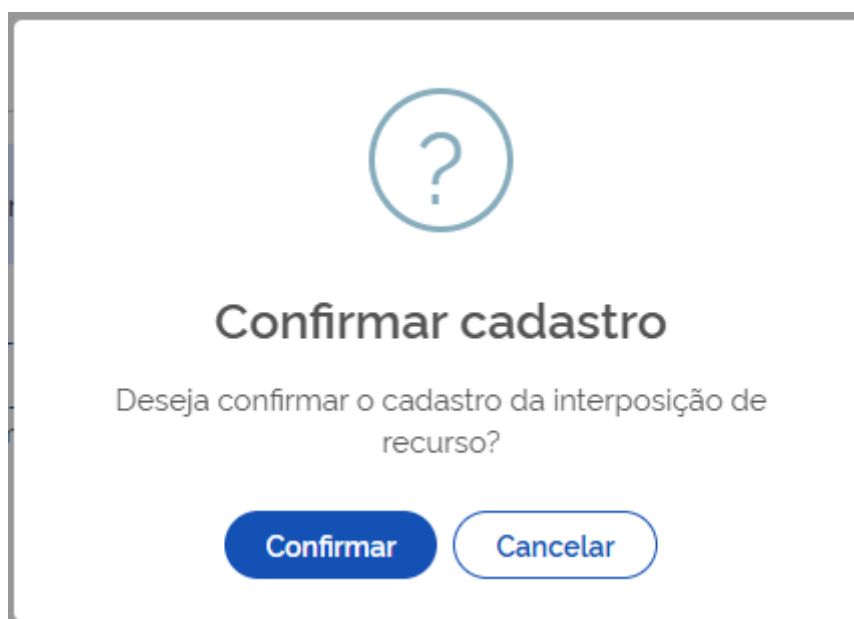 ?
Confirmar cadastro
Deseja confirmar o cadastro da interposição de
recurso?
Confirmar
Cancelar